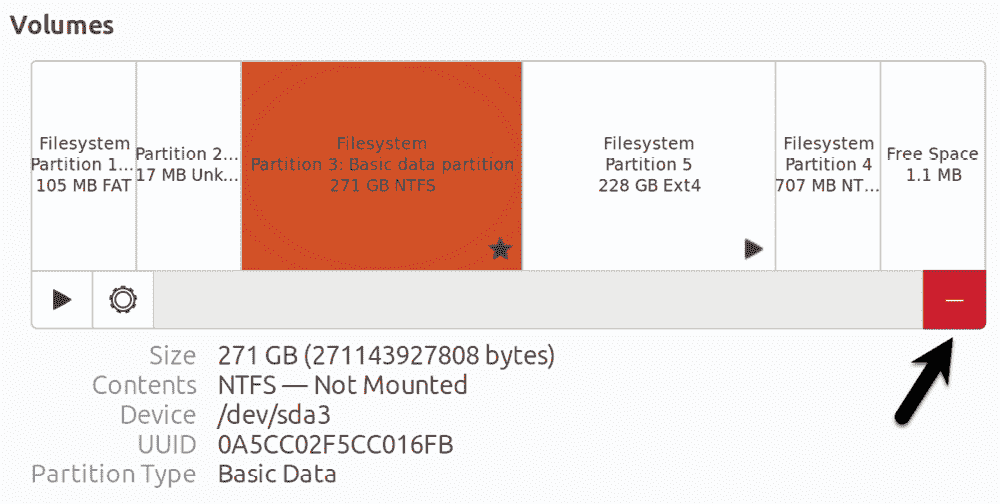 Volumes
Filesystem
Partition 1...
105 MB FAT
Partition 2...
17 MB Unk...
Filesystem
Partition 3: Basic data partition
271 GB NTFS
Filesystem
Partition 5
228 GB Ext4
Filesystem
Partition 4
707 MB NT...
Free Space
1.1 MB
Size 271 GB (271143927808 bytes)
Contents NTFS — Not Mounted
Device /dev/sda3
UUID 0A5CC02F5CC016FB
Partition Type Basic Data